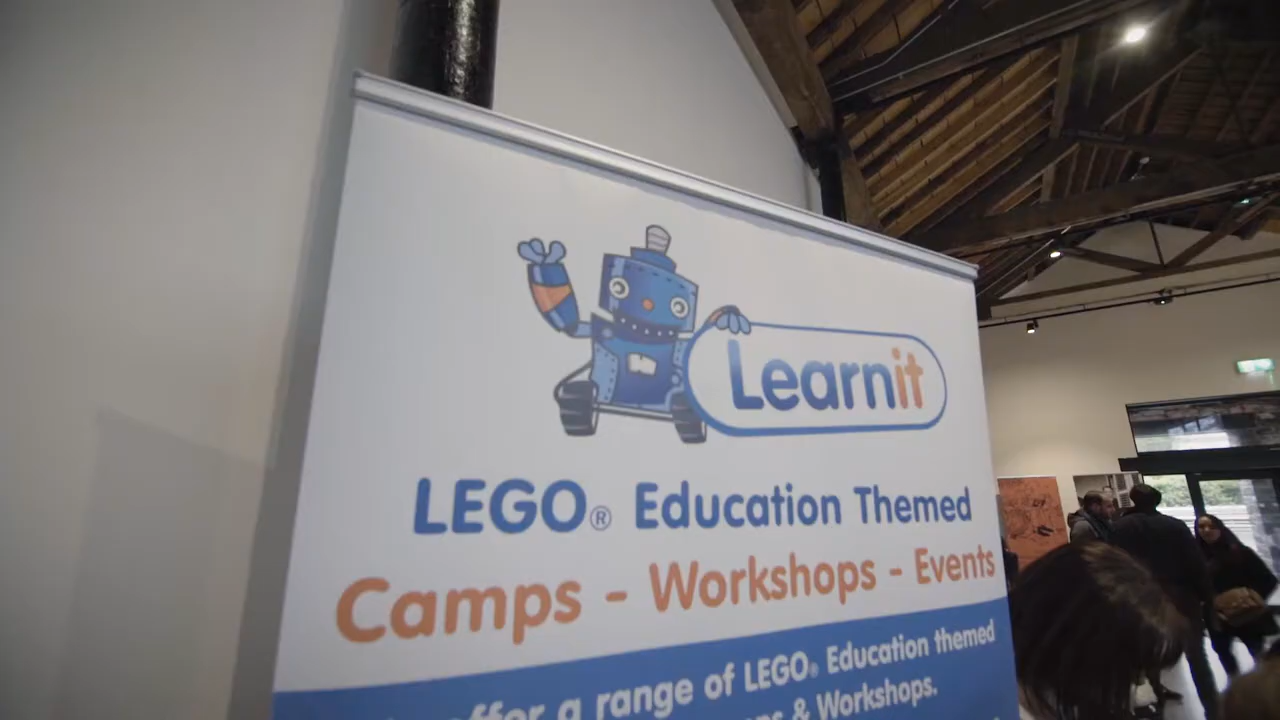 Learnit
LEGO® Education Themed
Camps - Workshops - Events
offer a range of LEGO® Education themed
& Workshops.